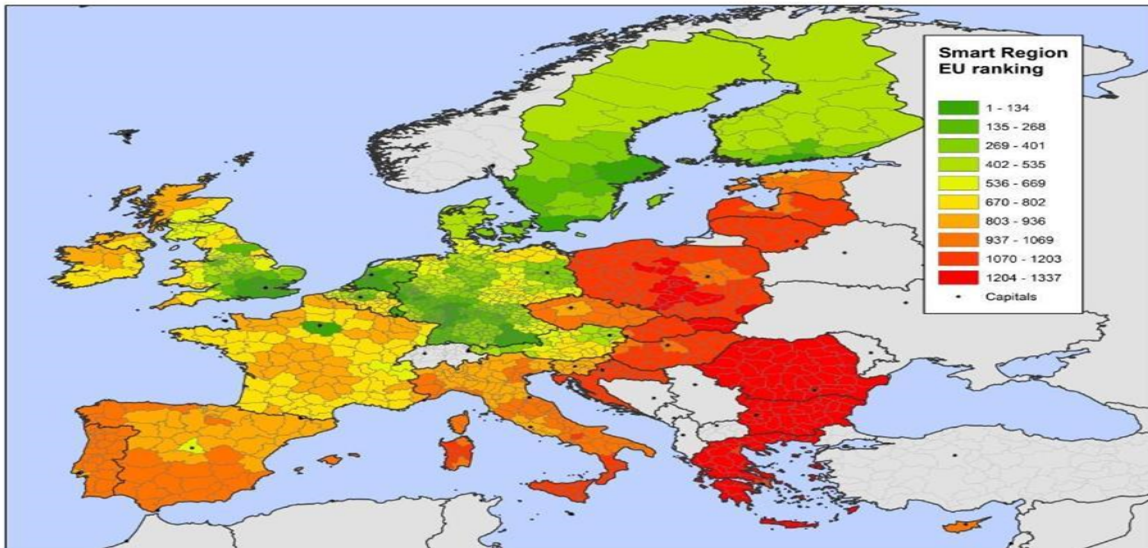 Smart Region
EU ranking
1 - 134
135 - 268
269 - 401
402 - 535
536 - 669
670 - 802
803 - 936
937 - 1069
1070 - 1203
1204 - 1337
Capitals